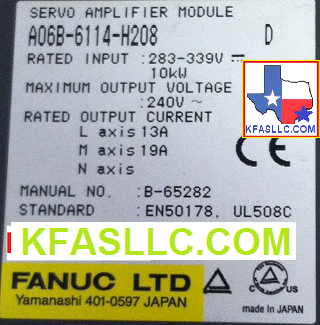 SERVO AMPLIFIER MODULE
A06B-6114-H208 D
RATED INPUT : 283-339V ⎓
10kW
MAXIMUM OUTPUT VOLTAGE :
240V ~
RATED OUTPUT CURRENT
L axis 13A
M axis 19A
N axis
KFASLLC.COM
CE
MANUAL NO. : B-65282
STANDARD : EN50178, UL508C
KFASLLC.COM
FANUC LTD
Yamanashi 401-0597 JAPAN
C US
made in JAPAN